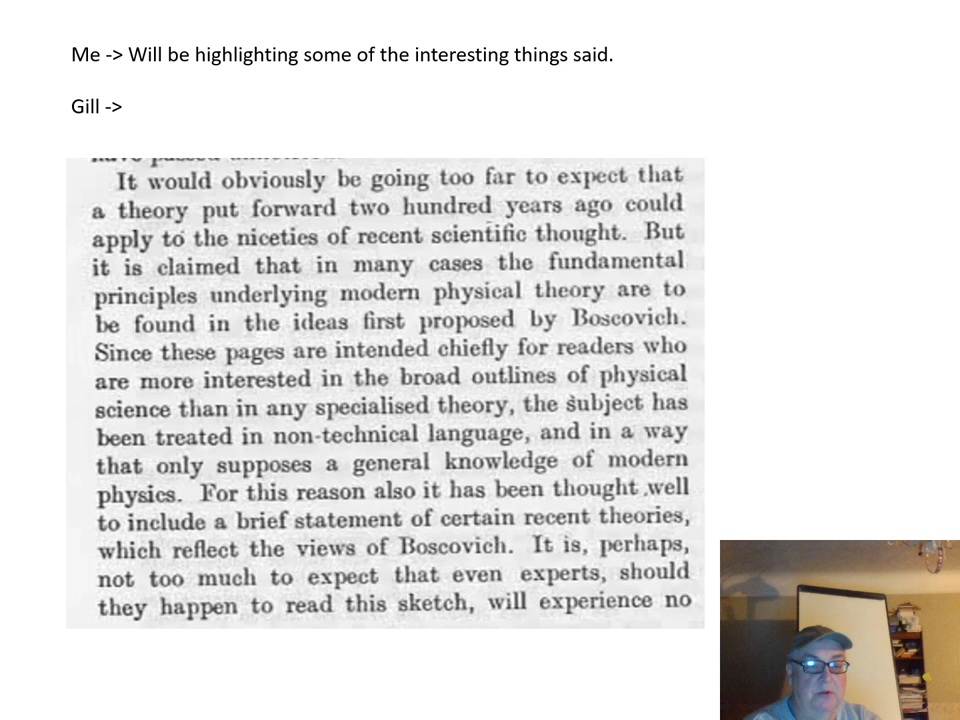 Me -> Will be highlighting some of the interesting things said.
Gill ->
It would obviously be going too far to expect that
a theory put forward two hundred years ago could
apply to the niceties of recent scientific thought. But
it is claimed that in many cases the fundamental
principles underlying modern physical theory are to
be found in the ideas first proposed by Boscovich.
Since these pages are intended chiefly for readers who
are more interested in the broad outlines of physical
science than in any specialised theory, the subject has
been treated in non-technical language, and in a way
that only supposes a general knowledge of modern
physics. For this reason also it has been thought well
to include a brief statement of certain recent theories,
which reflect the views of Boscovich. It is, perhaps,
not too much to expect that even experts, should
they happen to read this sketch, will experience no